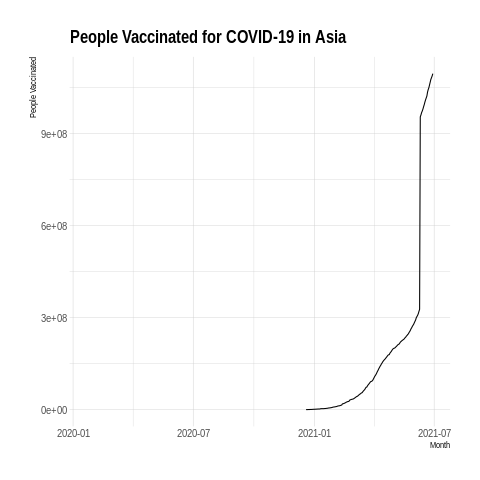 People Vaccinated for COVID-19 in Asia
People Vaccinated
9e+08
6e+08
3e+08
0e+00
2020-01 2020-07 2021-01 2021-07
Month